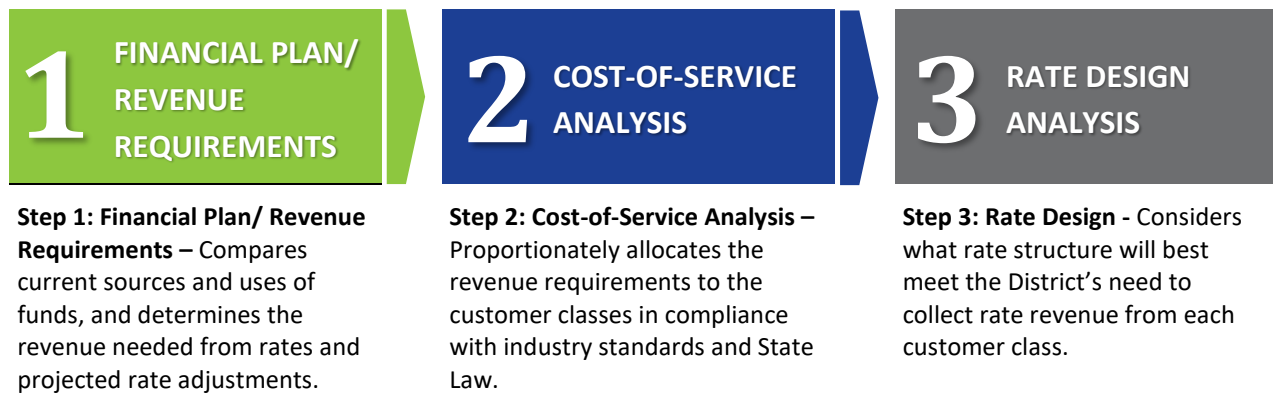 1
FINANCIAL PLAN/
REVENUE
REQUIREMENTS
2
COST-OF-SERVICE
ANALYSIS
3
RATE DESIGN
ANALYSIS
Step 1: Financial Plan/ Revenue
Requirements – Compares
current sources and uses of
funds, and determines the
revenue needed from rates and
projected rate adjustments.
Step 2: Cost-of-Service Analysis –
Proportionately allocates the
revenue requirements to the
customer classes in compliance
with industry standards and State
Law.
Step 3: Rate Design - Considers
what rate structure will best
meet the District’s need to
collect rate revenue from each
customer class.